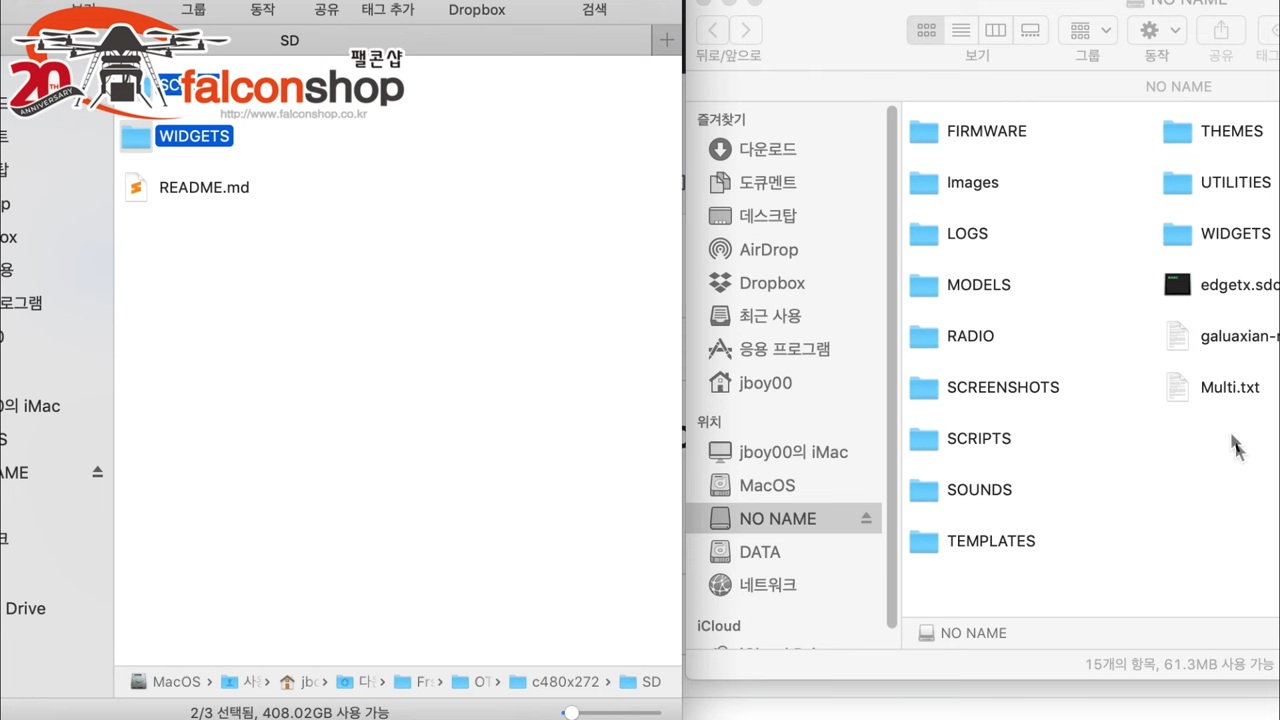 그룹 동작 공유 태그 추가 Dropbox 검색
SD
20TH
ANNIVERSARY
팰콘샵
falconshop
http://www.falconshop.co.kr
WIDGETS
README.md
의 iMac
Drive
MacOS
c480x272
SD
2/3 선택됨, 408.02GB 사용 가능
NO NAME
뒤로/앞으로 보기 그룹 동작 공유
NO NAME
즐겨찾기
다운로드
도큐멘트
데스크탑
AirDrop
Dropbox
최근 사용
응용 프로그램
jboy00
위치
jboy00의 iMac
MacOS
NO NAME
DATA
네트워크
iCloud
FIRMWARE
Images
LOGS
MODELS
RADIO
SCREENSHOTS
SCRIPTS
SOUNDS
TEMPLATES
THEMES
UTILITIES
WIDGETS
edgetx.sdc
galuaxian-
Multi.txt
NO NAME
15개의 항목, 61.3MB 사용 가능